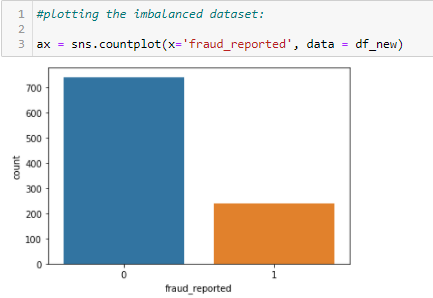 1 #plotting the imbalanced dataset:
2
3 ax = sns.countplot(x='fraud_reported', data = df_new)
700
600
500
400
300
200
100
0
count
0 1
fraud_reported